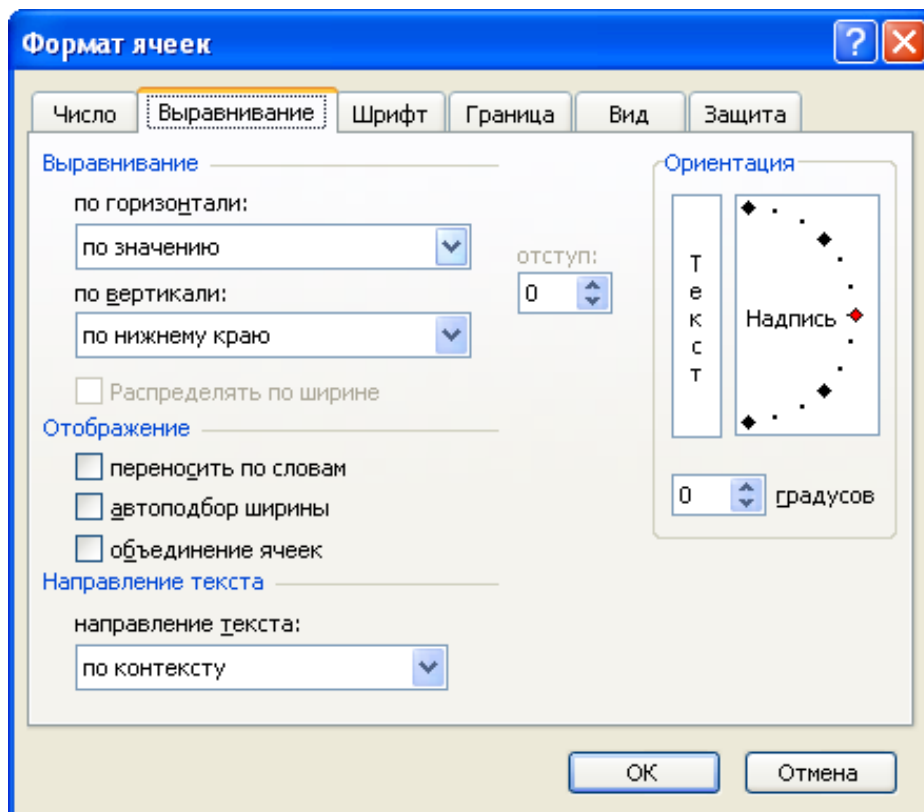 Формат ячеек
?
Число Выравнивание Шрифт Граница Вид Защита
Выравнивание
по горизонтали:
по значению
отступ:
0
по вертикали:
по нижнему краю
Распределять по ширине
Отображение
переносить по словам
автоподбор ширины
объединение ячеек
Направление текста
направление текста:
по контексту
Ориентация
Т
е
к
с
т
Надпись
0 градусов
ОК Отмена